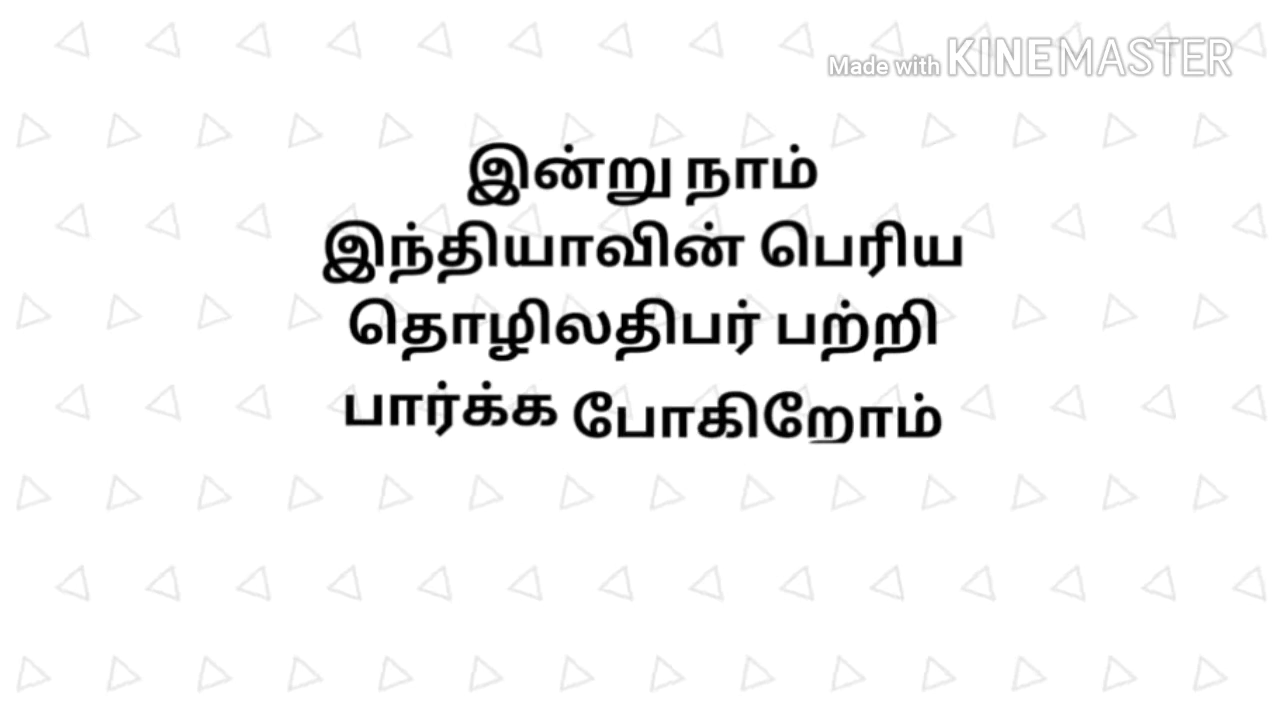 Made with KINEMASTER
இன்று நாம்
இந்தியாவின் பெரிய
தொழிலதிபர் பற்றி
பார்க்க போகிறோம்